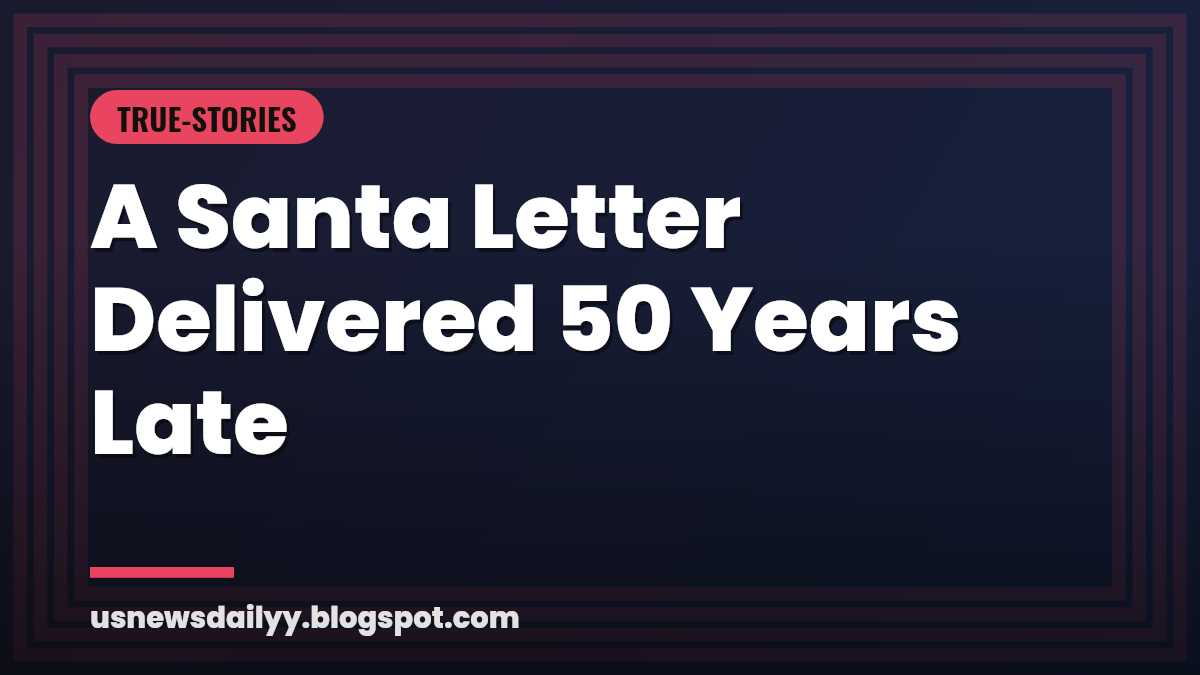 TRUE-STORIES
A Santa Letter
Delivered 50 Years
Late
usnewsdailyy.blogspot.com